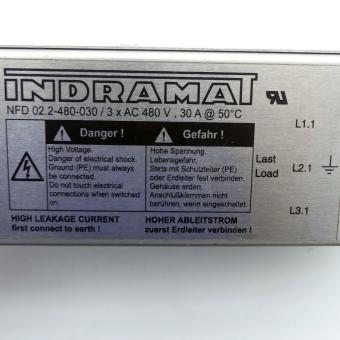 INDRAMAT
NFD 02.2-480-030 / 3 x AC 480 V , 30 A @ 50°C
Danger !
High Voltage.
Danger of electrical shock.
Ground (PE) must always
be connected.
Do not touch electrical
connections when switched
on.
Gefahr !
Hohe Spannung.
Lebensgefahr.
Stets mit Schutzleiter (PE)
oder Erdleiter fest verbinden.
Gehäuse erden.
Anschlußklemmen nicht
berühren, wenn eingeschaltet.
HIGH LEAKAGE CURRENT
first connect to earth !
HOHER ABLEITSTROM
zuerst Erdleiter verbinden !
Last
Load
L1.1
L2.1
L3.1